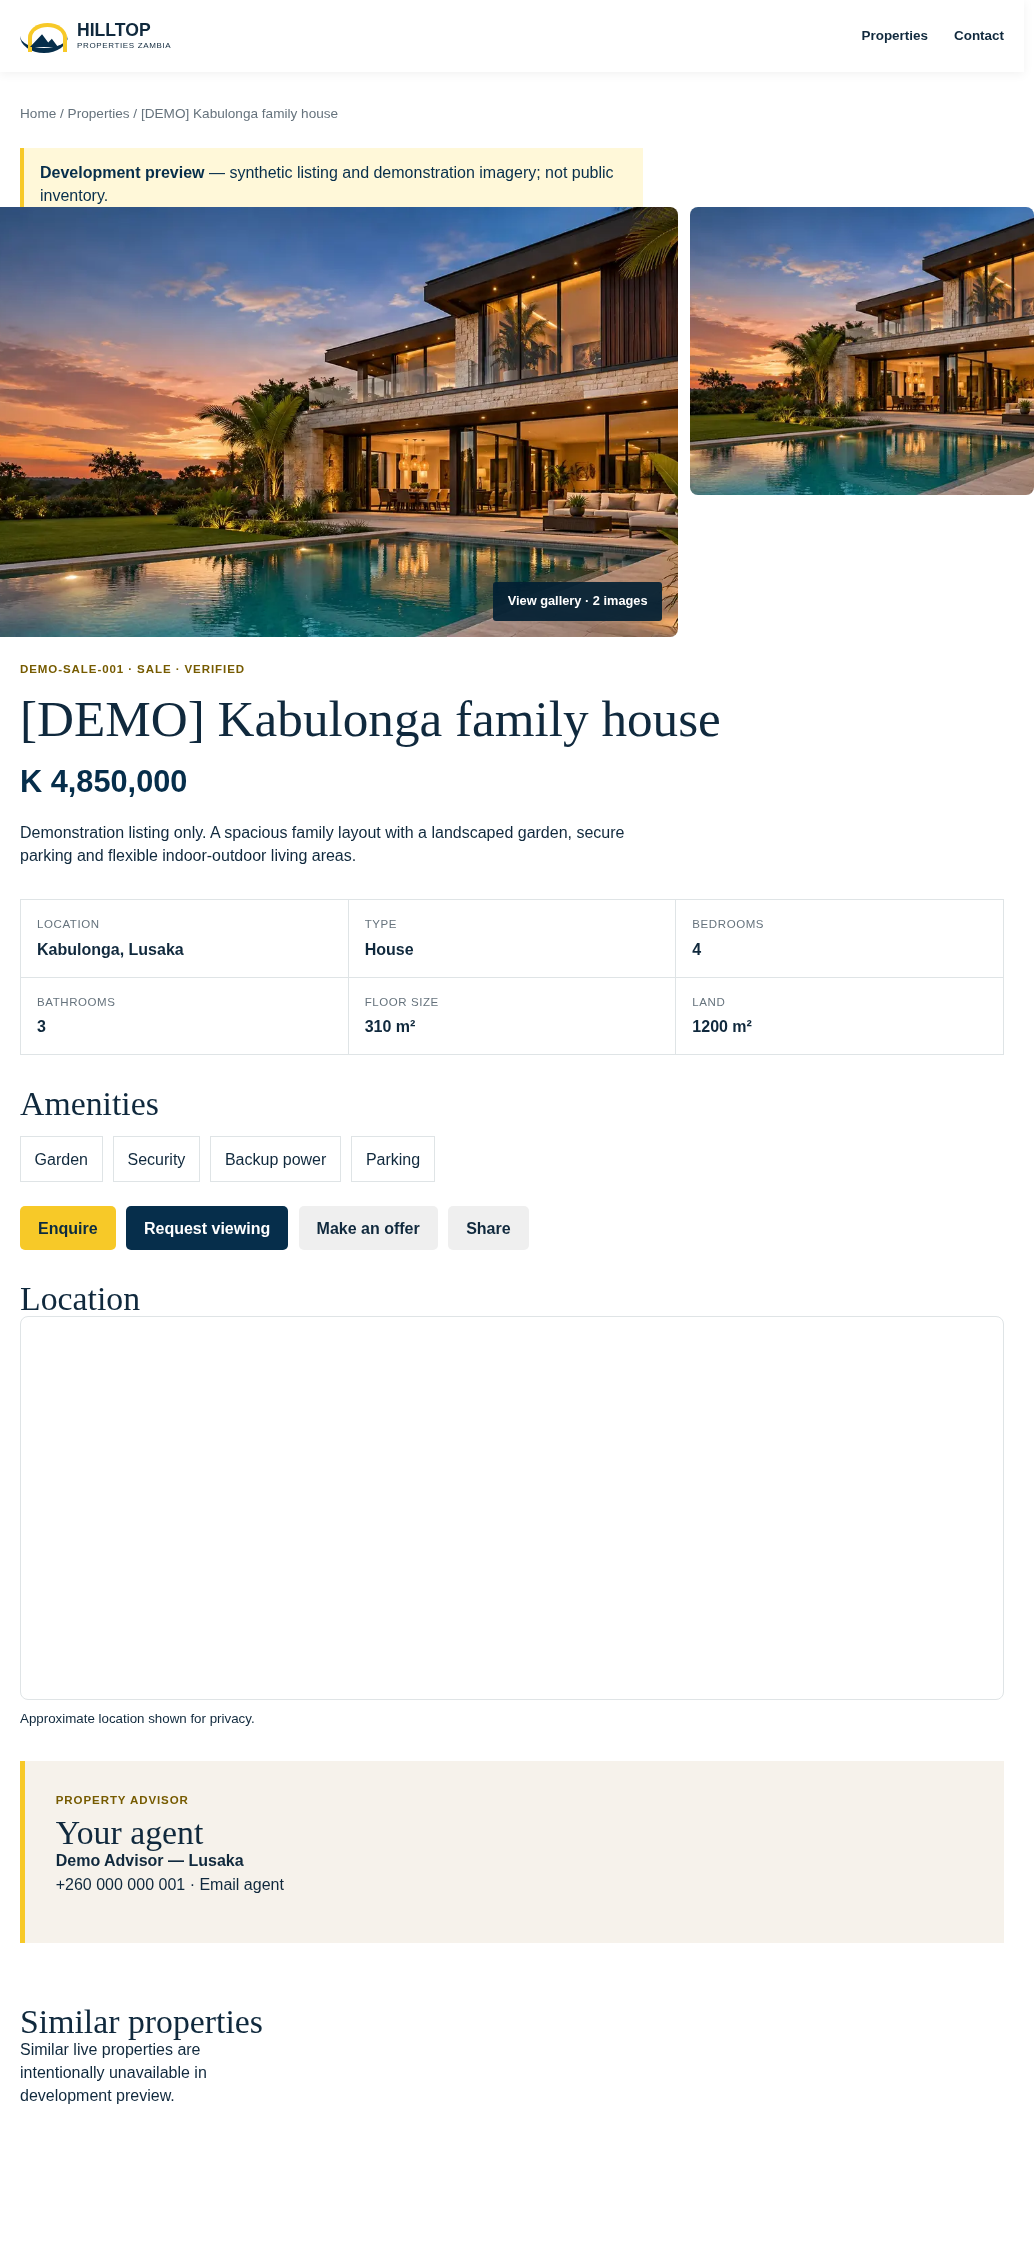 HILLTOP
PROPERTIES ZAMBIA
Properties
Contact
Home / Properties / [DEMO] Kabulonga family house
Development preview — synthetic listing and demonstration imagery; not public
inventory.
View gallery · 2 images
DEMO-SALE-001 · SALE · VERIFIED
[DEMO] Kabulonga family house
K 4,850,000
Demonstration listing only. A spacious family layout with a landscaped garden, secure
parking and flexible indoor-outdoor living areas.
LOCATION
Kabulonga, Lusaka
TYPE
House
BEDROOMS
4
BATHROOMS
3
FLOOR SIZE
310 m²
LAND
1200 m²
Amenities
Garden
Security
Backup power
Parking
Enquire
Request viewing
Make an offer
Share
Location
Approximate location shown for privacy.
PROPERTY ADVISOR
Your agent
Demo Advisor — Lusaka
+260 000 000 001 · Email agent
Similar properties
Similar live properties are
intentionally unavailable in
development preview.